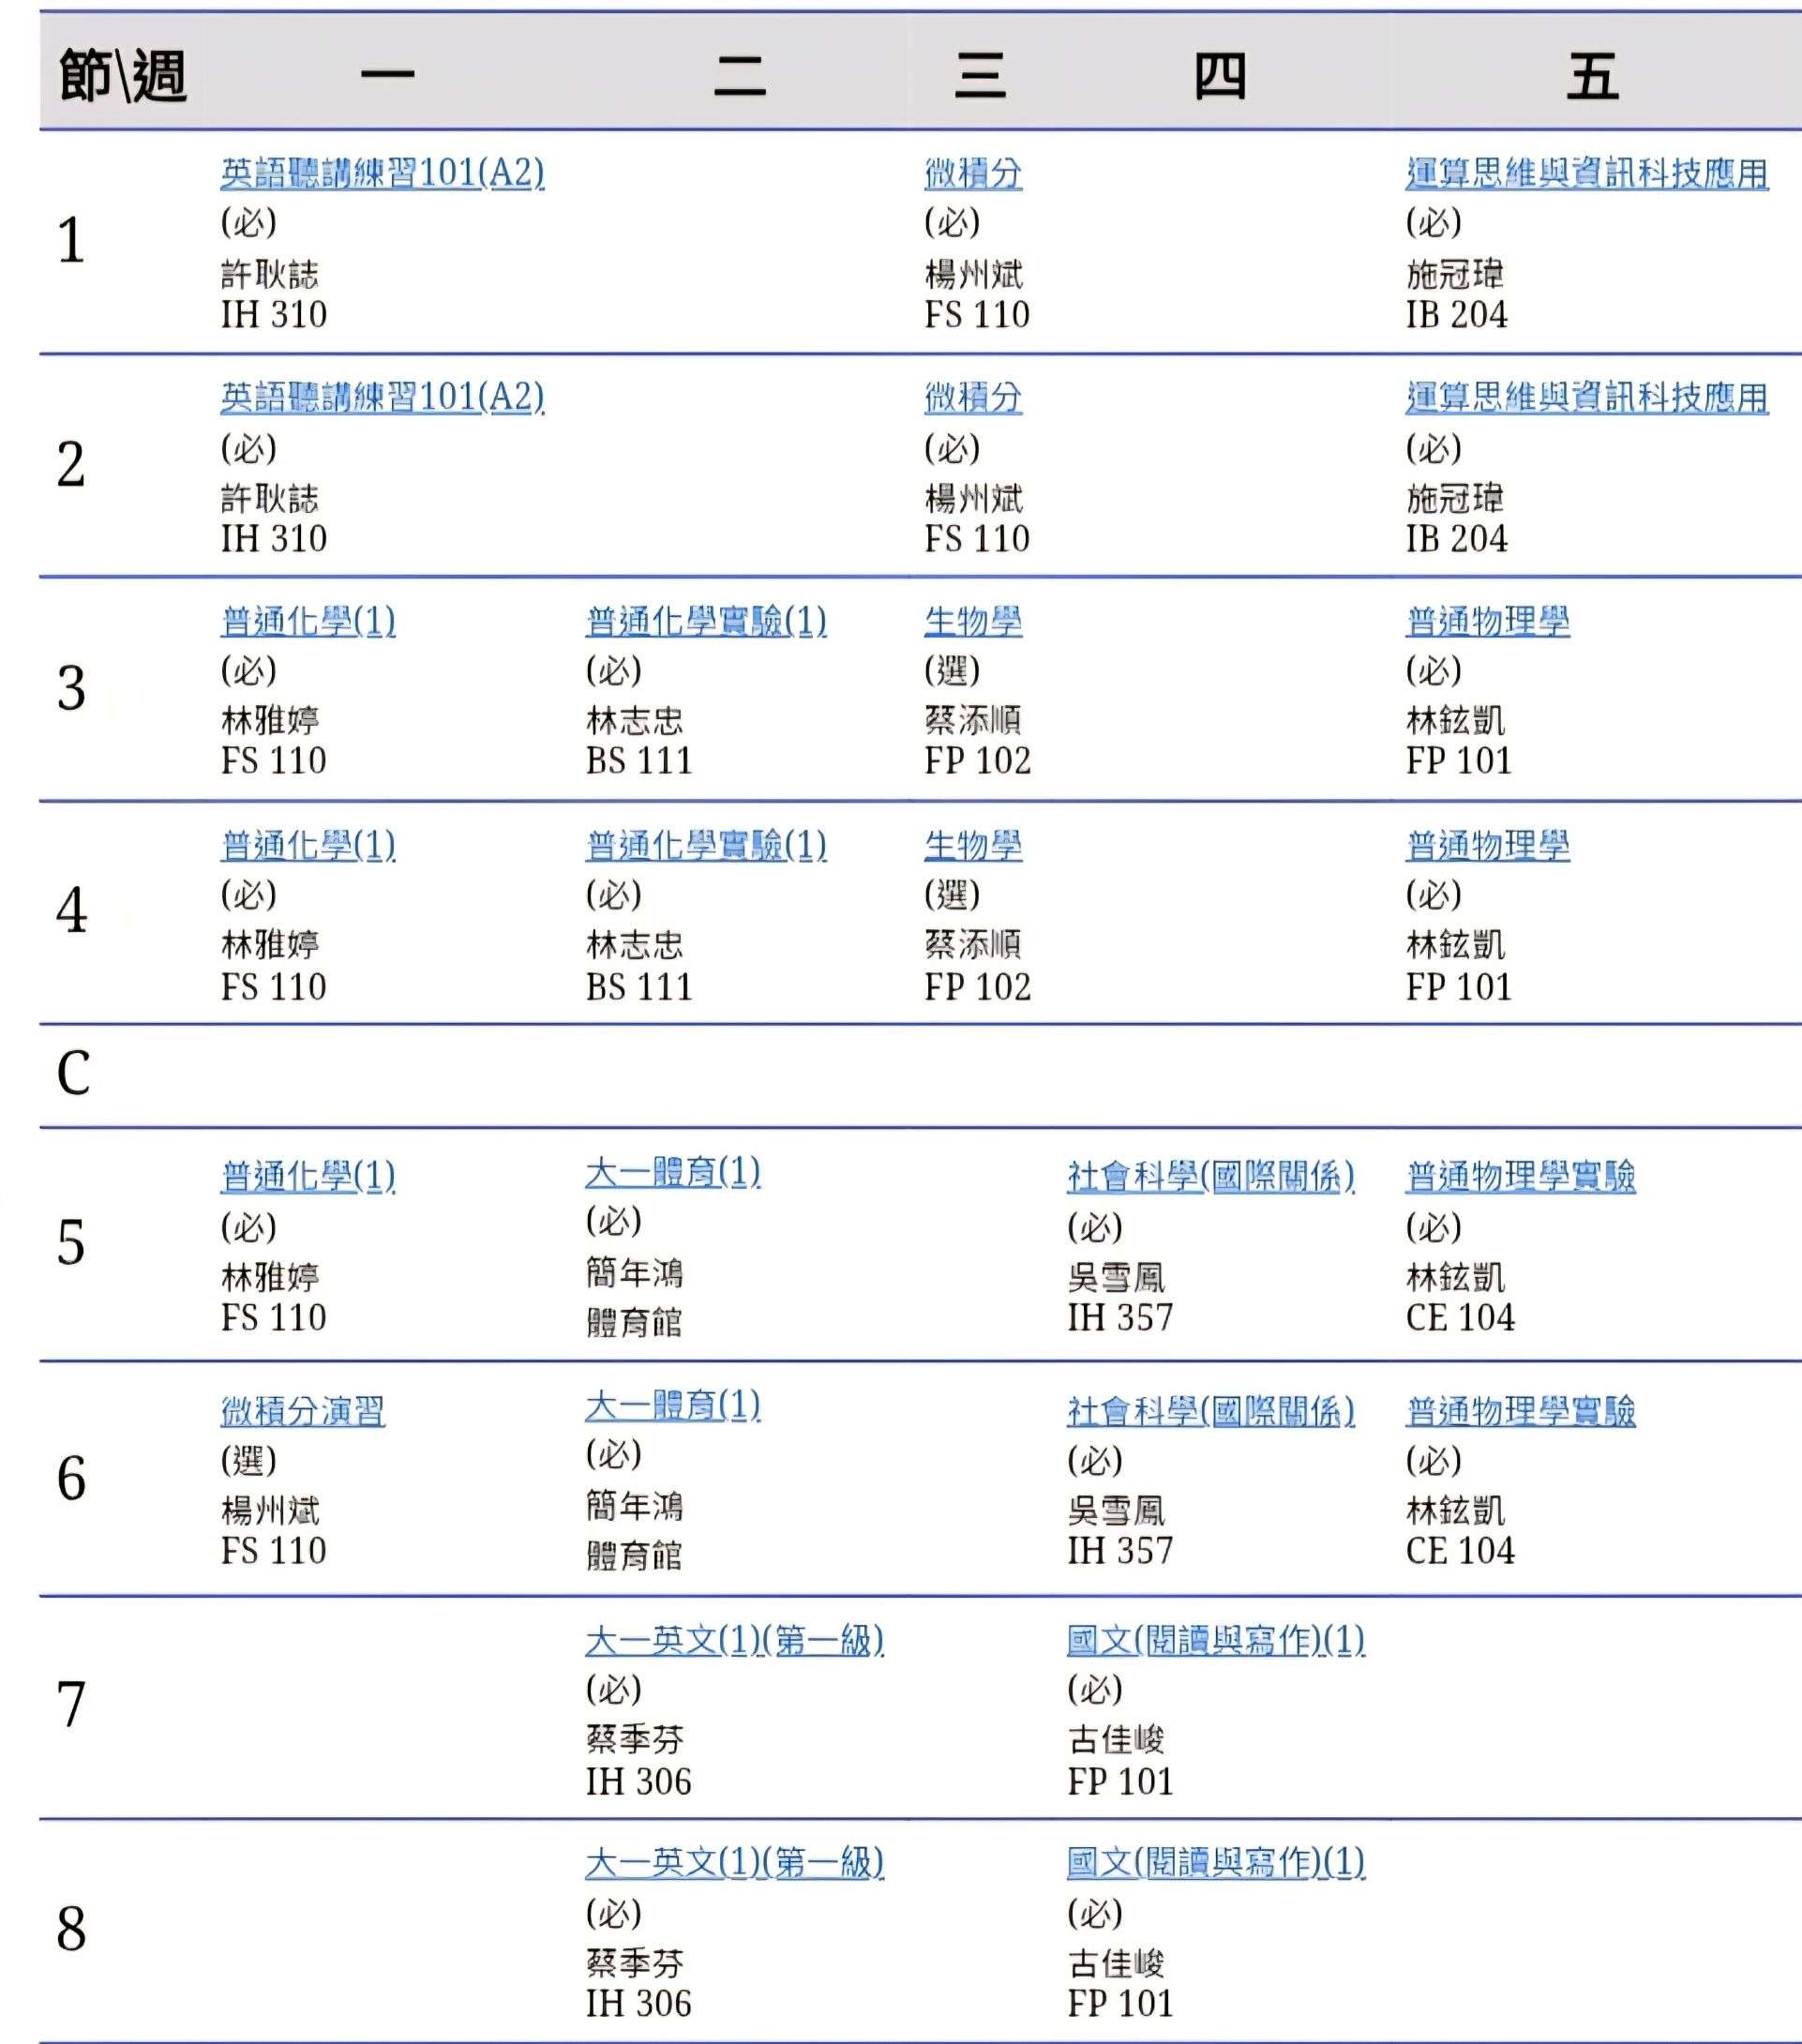 節\週 一 二 三 四 五
1
英語聽講練習101(A2)
(必)
許耿誌
IH 310
微積分
(必)
楊州斌
FS 110
運算思維與資訊科技應用
(必)
施冠瑋
IB 204
2
英語聽講練習101(A2)
(必)
許耿誌
IH 310
微積分
(必)
楊州斌
FS 110
運算思維與資訊科技應用
(必)
施冠瑋
IB 204
3
普通化學(1)
(必)
林雅婷
FS 110
普通化學實驗(1)
(必)
林志忠
BS 111
生物學
(選)
蔡添順
FP 102
普通物理學
(必)
林鉉凱
FP 101
4
普通化學(1)
(必)
林雅婷
FS 110
普通化學實驗(1)
(必)
林志忠
BS 111
生物學
(選)
蔡添順
FP 102
普通物理學
(必)
林鉉凱
FP 101
C
5
普通化學(1)
(必)
林雅婷
FS 110
大一體育(1)
(必)
簡年鴻
體育館
社會科學(國際關係)
(必)
吳雪鳳
IH 357
普通物理學實驗
(必)
林鉉凱
CE 104
6
微積分演習
(選)
楊州斌
FS 110
大一體育(1)
(必)
簡年鴻
體育館
社會科學(國際關係)
(必)
吳雪鳳
IH 357
普通物理學實驗
(必)
林鉉凱
CE 104
7
大一英文(1)(第一級)
(必)
蔡季芬
IH 306
國文(閱讀與寫作)(1)
(必)
古佳峻
FP 101
8
大一英文(1)(第一級)
(必)
蔡季芬
IH 306
國文(閱讀與寫作)(1)
(必)
古佳峻
FP 101